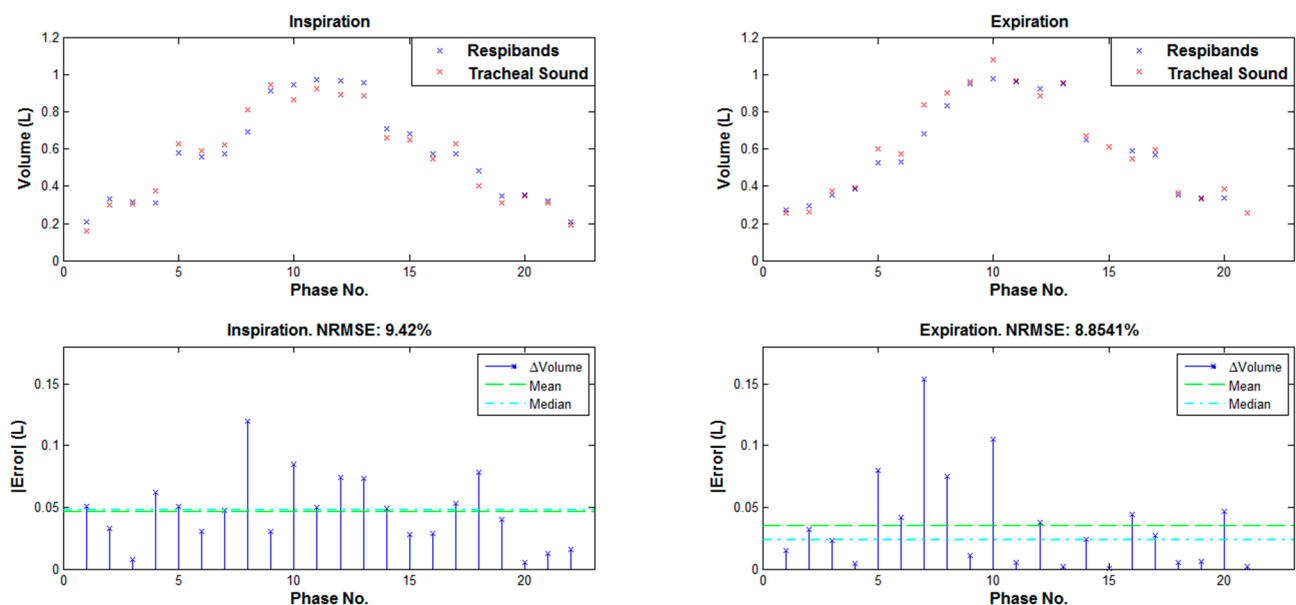 Inspiration
Volume (L)
1.2
1
0.8
0.6
0.4
0.2
0
Respibands
Tracheal Sound
0 5 10 15 20
Phase No.
Expiration
Volume (L)
1.2
1
0.8
0.6
0.4
0.2
0
Respibands
Tracheal Sound
0 5 10 15 20
Phase No.
Inspiration. NRMSE: 9.42%
|Error| (L)
0.15
0.1
0.05
0
ΔVolume
Mean
Median
0 5 10 15 20
Phase No.
Expiration. NRMSE: 8.8541%
|Error| (L)
0.15
0.1
0.05
0
ΔVolume
Mean
Median
0 5 10 15 20
Phase No.